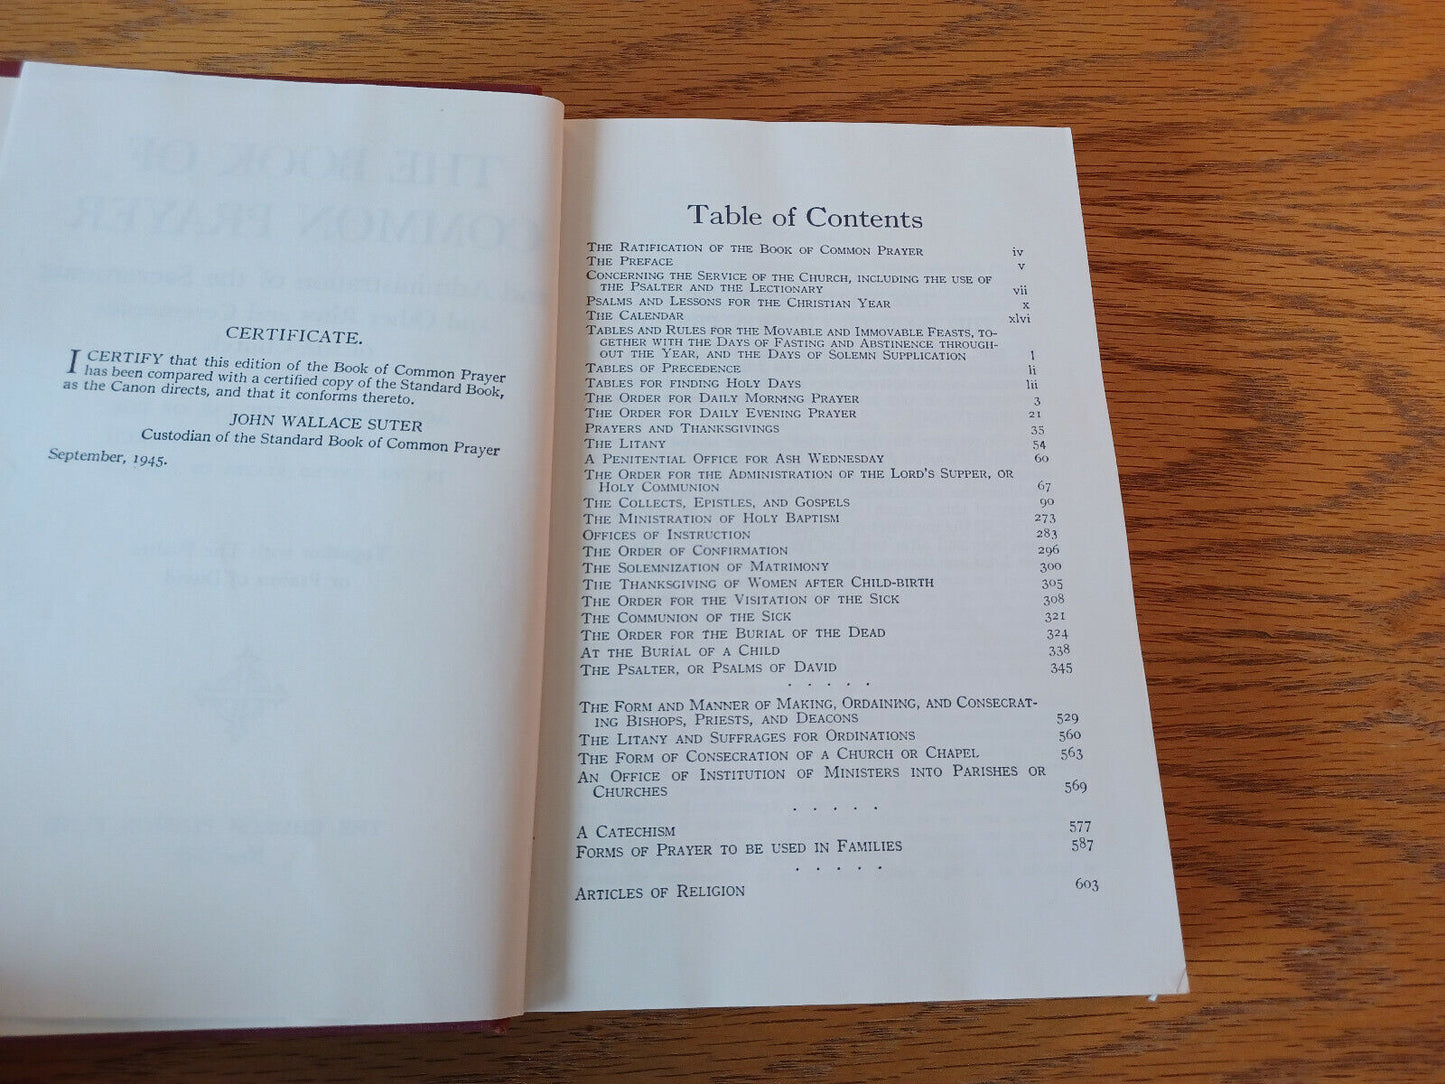 CERTIFICATE.
I CERTIFY that this edition of the Book of Common Prayer
has been compared with a certified copy of the Standard Book,
as the Canon directs, and that it conforms thereto.
JOHN WALLACE SUTER
Custodian of the Standard Book of Common Prayer
September, 1945.
Table of Contents
The Ratification of the Book of Common Prayer iv
The Preface v
Concerning the Service of the Church, including the use of
the Psalter and the Lectionary vii
Psalms and Lessons for the Christian Year x
The Calendar xlvi
Tables and Rules for the Movable and Immovable Feasts, to-
gether with the Days of Fasting and Abstinence through-
out the Year, and the Days of Solemn Supplication l
Tables of Precedence li
Tables for finding Holy Days lii
The Order for Daily Morning Prayer 3
The Order for Daily Evening Prayer 21
Prayers and Thanksgivings 35
The Litany 54
A Penitential Office for Ash Wednesday 60
The Order for the Administration of the Lord's Supper, or
Holy Communion 67
The Collects, Epistles, and Gospels 90
The Ministration of Holy Baptism 273
Offices of Instruction 283
The Order of Confirmation 296
The Solemnization of Matrimony 300
The Thanksgiving of Women after Child-birth 305
The Order for the Visitation of the Sick 308
The Communion of the Sick 321
The Order for the Burial of the Dead 324
At the Burial of a Child 338
The Psalter, or Psalms of David 345
. . . . .
The Form and Manner of Making, Ordaining, and Consecrat-
ing Bishops, Priests, and Deacons 529
The Litany and Suffrages for Ordinations 560
The Form of Consecration of a Church or Chapel 563
An Office of Institution of Ministers into Parishes or
Churches 569
. . . . .
A Catechism 577
Forms of Prayer to be used in Families 587
. . . . .
Articles of Religion 603